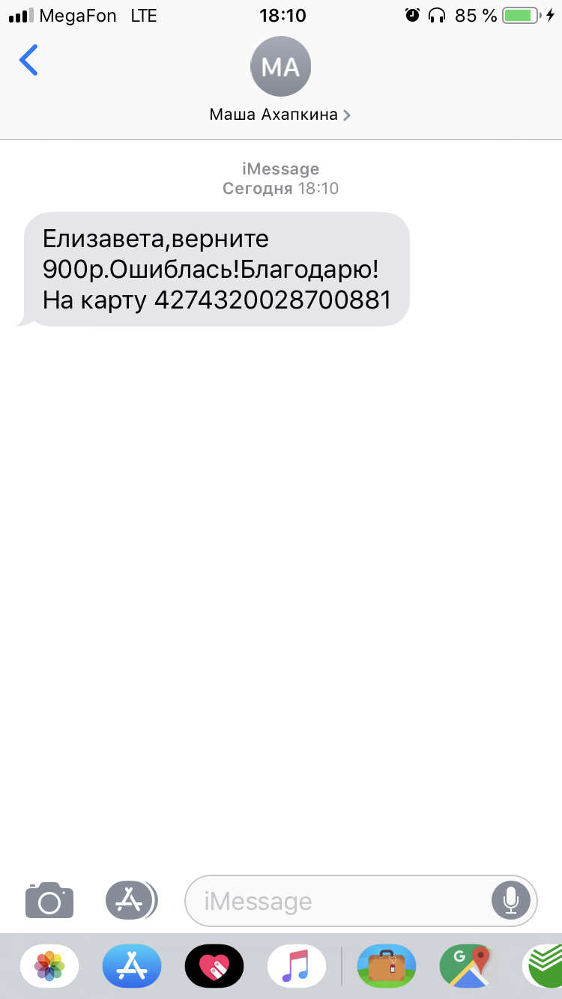 MegaFon LTE 18:10 85 %
MA
Маша Ахапкина
iMessage
Сегодня 18:10
Елизавета,верните
900р.Ошиблась!Благодарю!
На карту 4274320028700881
iMessage
G